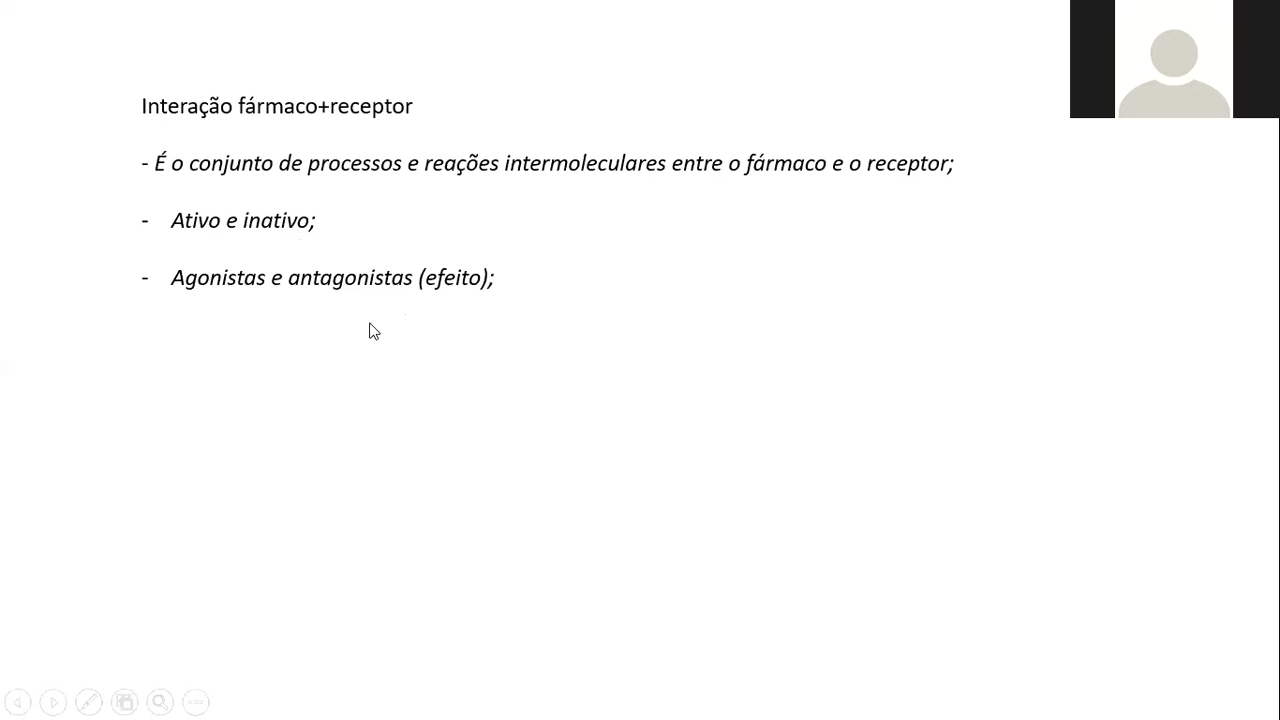 Interação fármaco+receptor
- É o conjunto de processos e reações intermoleculares entre o fármaco e o receptor;
- Ativo e inativo;
- Agonistas e antagonistas (efeito);